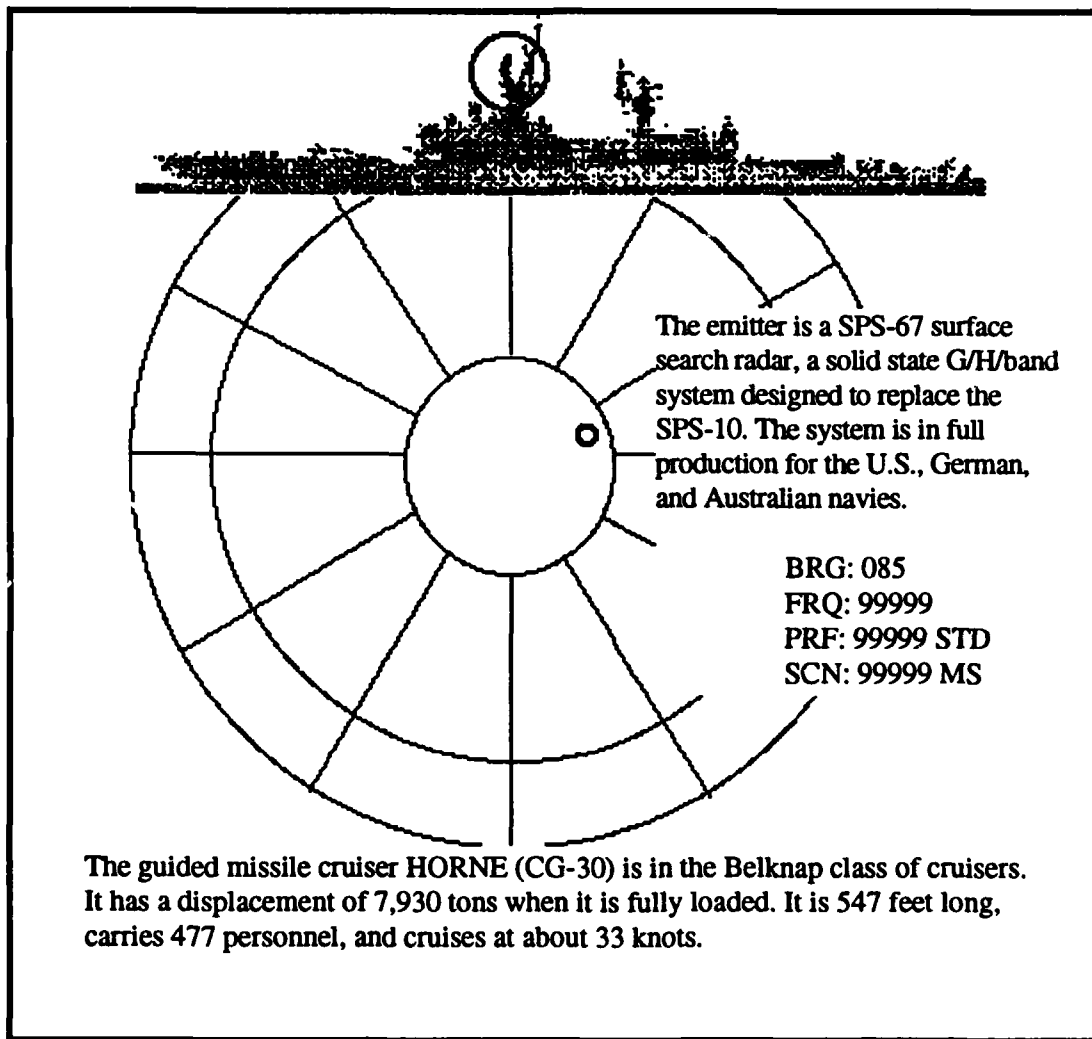 The emitter is a SPS-67 surface
search radar, a solid state G/H/band
system designed to replace the
SPS-10. The system is in full
production for the U.S., German,
and Australian navies.
BRG: 085
FRQ: 99999
PRF: 99999 STD
SCN: 99999 MS
The guided missile cruiser HORNE (CG-30) is in the Belknap class of cruisers.
It has a displacement of 7,930 tons when it is fully loaded. It is 547 feet long,
carries 477 personnel, and cruises at about 33 knots.